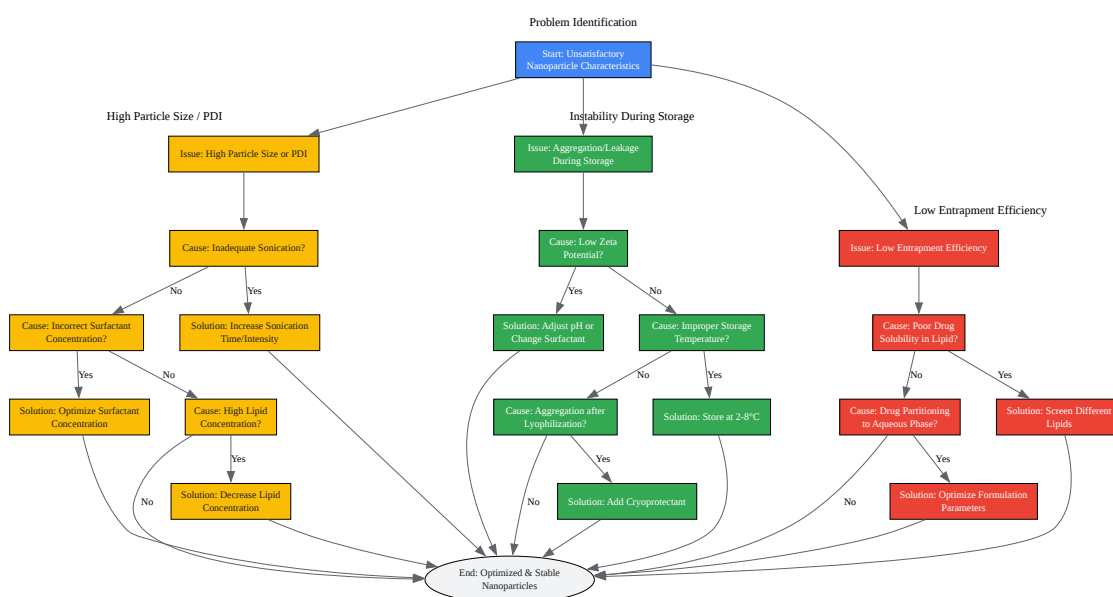 Problem Identification
Start: Unsatisfactory
Nanoparticle Characteristics
High Particle Size / PDI
Instability During Storage
Issue: High Particle Size or PDI
Issue: Aggregation/Leakage
During Storage
Low Entrapment Efficiency
Cause: Inadequate Sonication?
Cause: Low Zeta
Potential?
Issue: Low Entrapment Efficiency
No
Yes
Yes
No
Cause: Incorrect Surfactant
Concentration?
Solution: Increase Sonication
Time/Intensity
Solution: Adjust pH or
Change Surfactant
Cause: Improper Storage
Temperature?
Cause: Poor Drug
Solubility in Lipid?
Yes
No
No
Yes
No
Yes
Solution: Optimize Surfactant
Concentration
Cause: High Lipid
Concentration?
Cause: Aggregation after
Lyophilization?
Solution: Store at 2-8°C
Cause: Drug Partitioning
to Aqueous Phase?
Solution: Screen Different
Lipids
Yes
Yes
Yes
No
Solution: Decrease Lipid
Concentration
No
Solution: Add Cryoprotectant
No
Solution: Optimize Formulation
Parameters
End: Optimized & Stable
Nanoparticles